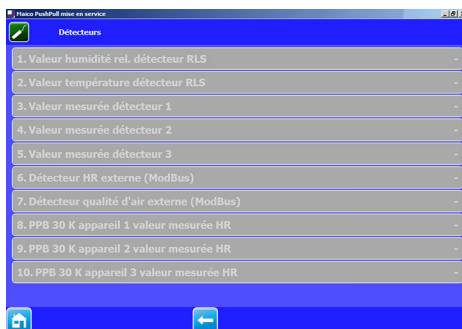 Maico PushPull mise en service
Détecteurs
1. Valeur humidité rel. détecteur RLS -
2. Valeur température détecteur RLS -
3. Valeur mesurée détecteur 1 -
4. Valeur mesurée détecteur 2 -
5. Valeur mesurée détecteur 3 -
6. Détecteur HR externe (ModBus) -
7. Détecteur qualité d'air externe (ModBus) -
8. PPB 30 K appareil 1 valeur mesurée HR -
9. PPB 30 K appareil 2 valeur mesurée HR -
10. PPB 30 K appareil 3 valeur mesurée HR -